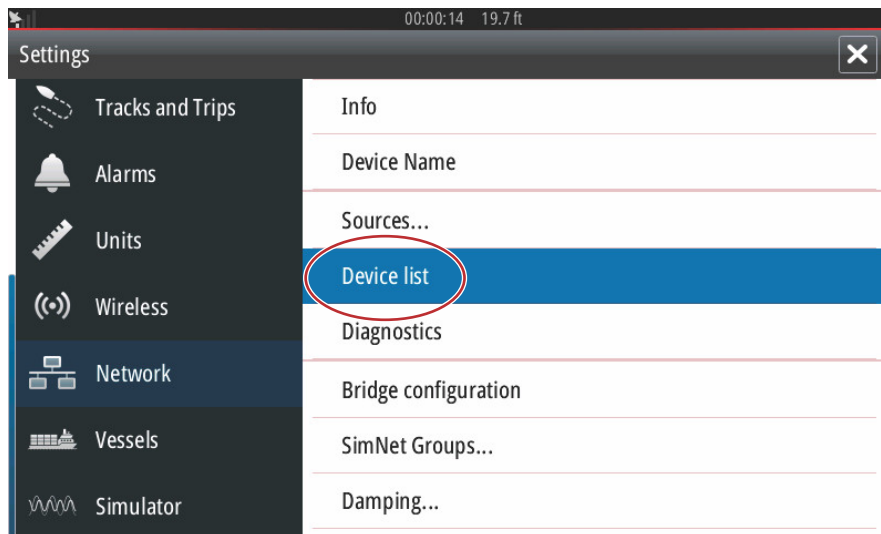 00:00:14 19.7 ft
Settings
Tracks and Trips
Alarms
Units
Wireless
Network
Vessels
Simulator
Info
Device Name
Sources...
Device list
Diagnostics
Bridge configuration
SimNet Groups...
Damping...